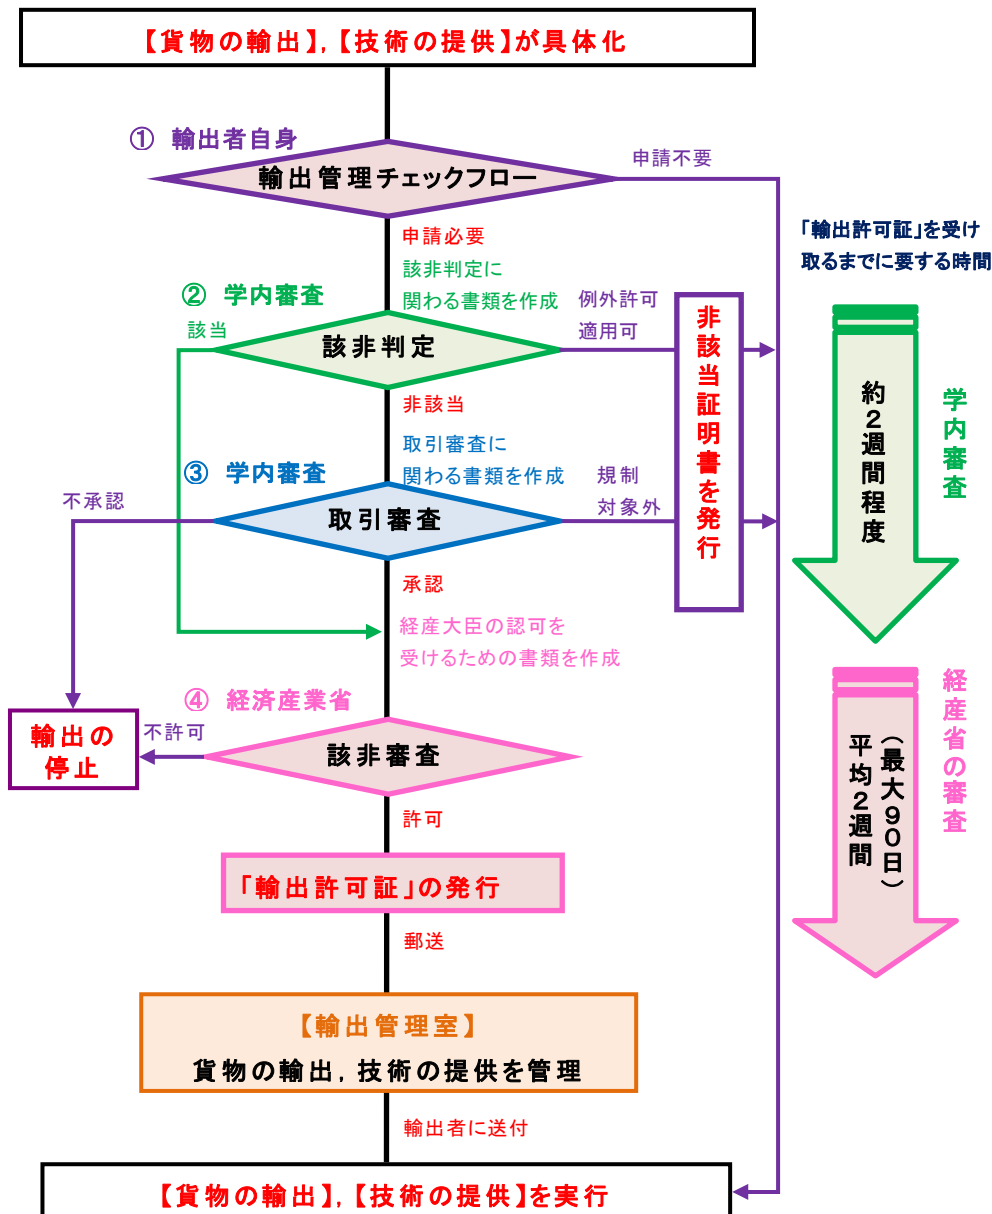 【貨物の輸出】，【技術の提供】が具体化
① 輸出者自身
輸出管理チェックフロー
申請不要
申請必要
該非判定に
関わる書類を作成
② 学内審査
該当
該非判定
例外許可
適用可
非該当証明書を発行
非該当
取引審査に
関わる書類を作成
③ 学内審査
不承認
取引審査
規制
対象外
承認
経産大臣の認可を
受けるための書類を作成
④ 経済産業省
不許可
輸出の
停止
該非審査
許可
「輸出許可証」の発行
郵送
【輸出管理室】
貨物の輸出，技術の提供を管理
輸出者に送付
【貨物の輸出】，【技術の提供】を実行
「輸出許可証」を受け
取るまでに要する時間
約２週間程度
学内審査
（最大９０日）
平均２週間
経産省の審査